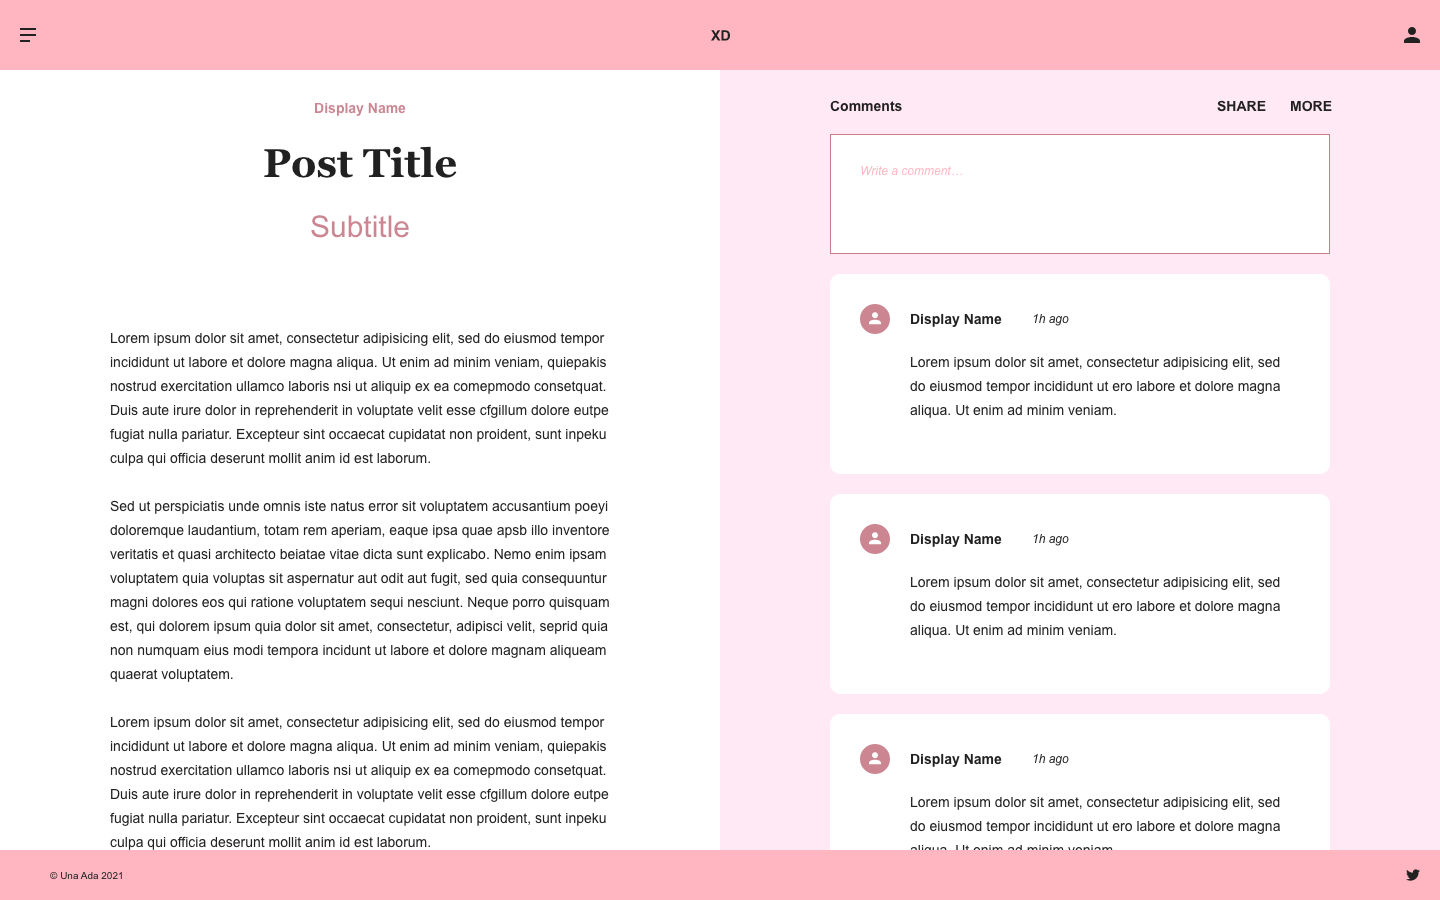 XD
Display Name
Post Title
Subtitle
Lorem ipsum dolor sit amet, consectetur adipisicing elit, sed do eiusmod tempor
incididunt ut labore et dolore magna aliqua. Ut enim ad minim veniam, quiepakis
nostrud exercitation ullamco laboris nsi ut aliquip ex ea comepmodo consetquat.
Duis aute irure dolor in reprehenderit in voluptate velit esse cfgillum dolore eutpe
fugiat nulla pariatur. Excepteur sint occaecat cupidatat non proident, sunt inpeku
culpa qui officia deserunt mollit anim id est laborum.
Sed ut perspiciatis unde omnis iste natus error sit voluptatem accusantium poeyi
doloremque laudantium, totam rem aperiam, eaque ipsa quae apsb illo inventore
veritatis et quasi architecto beiatae vitae dicta sunt explicabo. Nemo enim ipsam
voluptatem quia voluptas sit aspernatur aut odit aut fugit, sed quia consequuntur
magni dolores eos qui ratione voluptatem sequi nesciunt. Neque porro quisquam
est, qui dolorem ipsum quia dolor sit amet, consectetur, adipisci velit, seprid quia
non numquam eius modi tempora incidunt ut labore et dolore magnam aliqueam
quaerat voluptatem.
Lorem ipsum dolor sit amet, consectetur adipisicing elit, sed do eiusmod tempor
incididunt ut labore et dolore magna aliqua. Ut enim ad minim veniam, quiepakis
nostrud exercitation ullamco laboris nsi ut aliquip ex ea comepmodo consetquat.
Duis aute irure dolor in reprehenderit in voluptate velit esse cfgillum dolore eutpe
fugiat nulla pariatur. Excepteur sint occaecat cupidatat non proident, sunt inpeku
culpa qui officia deserunt mollit anim id est laborum.
Comments SHARE MORE
Write a comment…
Display Name 1h ago
Lorem ipsum dolor sit amet, consectetur adipisicing elit, sed
do eiusmod tempor incididunt ut ero labore et dolore magna
aliqua. Ut enim ad minim veniam.
Display Name 1h ago
Lorem ipsum dolor sit amet, consectetur adipisicing elit, sed
do eiusmod tempor incididunt ut ero labore et dolore magna
aliqua. Ut enim ad minim veniam.
Display Name 1h ago
Lorem ipsum dolor sit amet, consectetur adipisicing elit, sed
do eiusmod tempor incididunt ut ero labore et dolore magna
aliqua. Ut enim ad minim veniam.
© Una Ada 2021